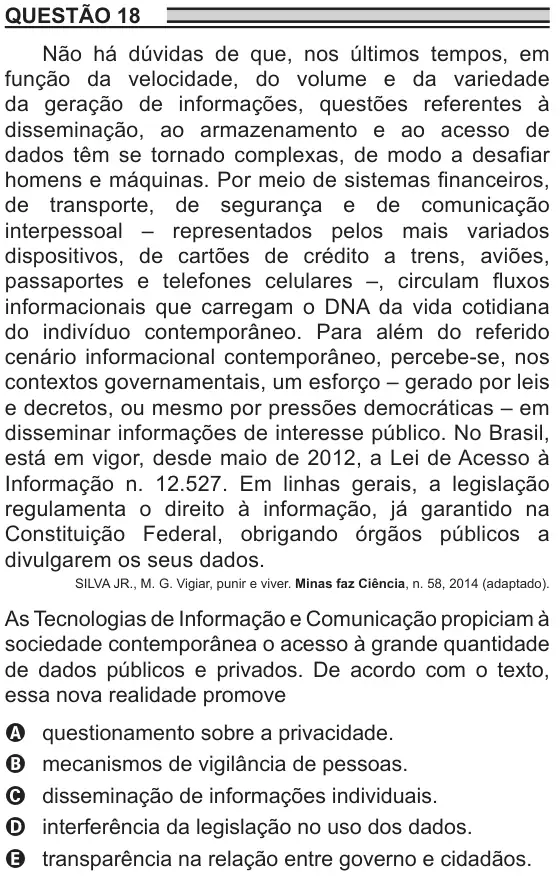 QUESTÃO 18
Não há dúvidas de que, nos últimos tempos, em
função da velocidade, do volume e da variedade
da geração de informações, questões referentes à
disseminação, ao armazenamento e ao acesso de
dados têm se tornado complexas, de modo a desafiar
homens e máquinas. Por meio de sistemas financeiros,
de transporte, de segurança e de comunicação
interpessoal – representados pelos mais variados
dispositivos, de cartões de crédito a trens, aviões,
passaportes e telefones celulares –, circulam fluxos
informacionais que carregam o DNA da vida cotidiana
do indivíduo contemporâneo. Para além do referido
cenário informacional contemporâneo, percebe-se, nos
contextos governamentais, um esforço – gerado por leis
e decretos, ou mesmo por pressões democráticas – em
disseminar informações de interesse público. No Brasil,
está em vigor, desde maio de 2012, a Lei de Acesso à
Informação n. 12.527. Em linhas gerais, a legislação
regulamenta o direito à informação, já garantido na
Constituição Federal, obrigando órgãos públicos a
divulgarem os seus dados.
SILVA JR., M. G. Vigiar, punir e viver. Minas faz Ciência, n. 58, 2014 (adaptado).
As Tecnologias de Informação e Comunicação propiciam à
sociedade contemporânea o acesso à grande quantidade
de dados públicos e privados. De acordo com o texto,
essa nova realidade promove
A questionamento sobre a privacidade.
B mecanismos de vigilância de pessoas.
C disseminação de informações individuais.
D interferência da legislação no uso dos dados.
E transparência na relação entre governo e cidadãos.